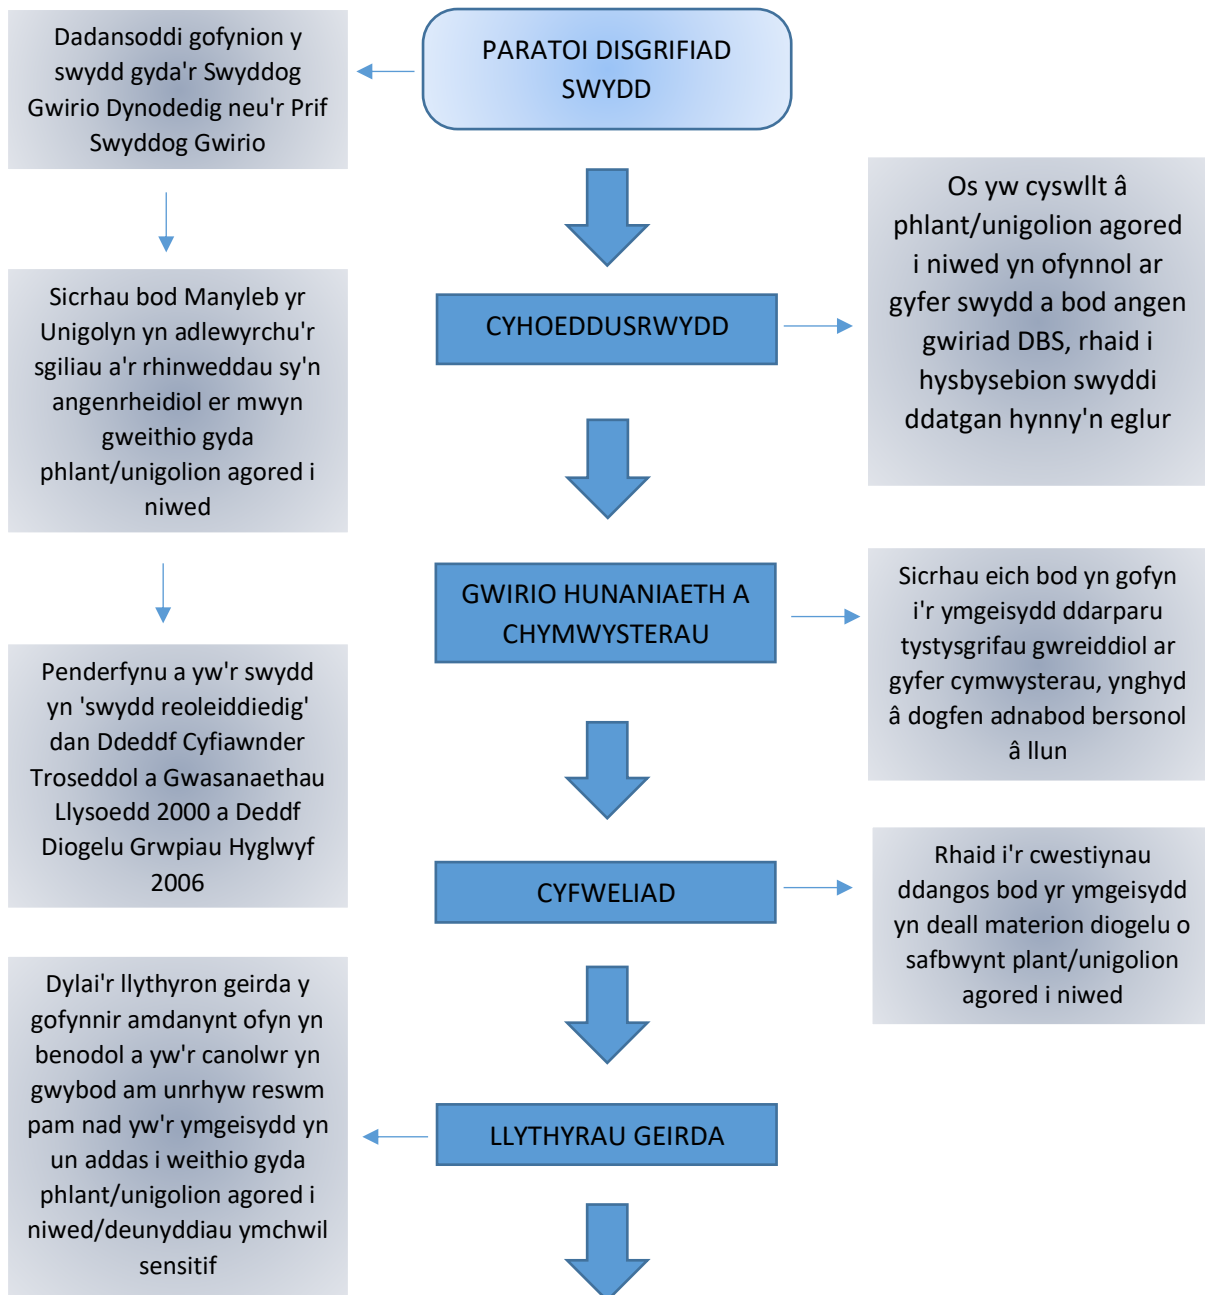 PARATOI DISGRIFIAD
SWYDD
Dadansoddi gofynion y
swydd gyda'r Swyddog
Gwirio Dynodedig neu'r Prif
Swyddog Gwirio
Sicrhau bod Manyleb yr
Unigolyn yn adlewyrchu'r
sgiliau a'r rhinweddau sy'n
angenrheidiol er mwyn
gweithio gyda
phlant/unigolion agored i
niwed
Penderfynu a yw'r swydd
yn 'swydd reoleiddiedig'
dan Ddeddf Cyfiawnder
Troseddol a Gwasanaethau
Llysoedd 2000 a Deddf
Diogelu Grwpiau Hyglwyf
2006
CYHOEDDUSRWYDD
Os yw cyswllt â
phlant/unigolion agored
i niwed yn ofynnol ar
gyfer swydd a bod angen
gwiriad DBS, rhaid i
hysbysebion swyddi
ddatgan hynny'n eglur
GWIRIO HUNANIAETH A
CHYMWYSTERAU
Sicrhau eich bod yn gofyn
i'r ymgeisydd ddarparu
tystysgrifau gwreiddiol ar
gyfer cymwysterau, ynghyd
â dogfen adnabod bersonol
â llun
CYFWELIAD
Rhaid i'r cwestiynau
ddangos bod yr ymgeisydd
yn deall materion diogelu o
safbwynt plant/unigolion
agored i niwed
LLYTHYRAU GEIRDA
Dylai'r llythyron geirda y
gofynnir amdanynt ofyn yn
benodol a yw'r canolwr yn
gwybod am unrhyw reswm
pam nad yw'r ymgeisydd yn
un addas i weithio gyda
phlant/unigolion agored i
niwed/deunyddiau ymchwil
sensitif